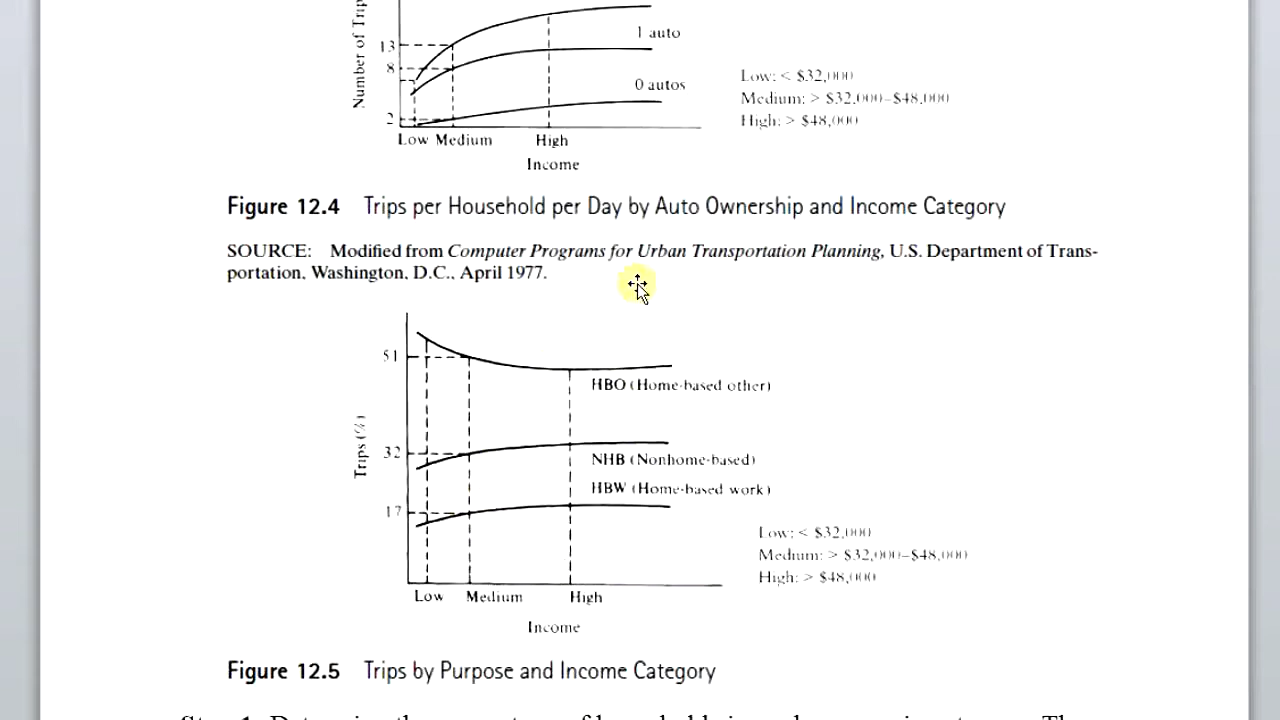 Number of Trip
1 auto
13
8
0 autos
2
Low Medium High
Income
Low: < $32,000
Medium: > $32,000–$48,000
High: > $48,000
Figure 12.4 Trips per Household per Day by Auto Ownership and Income Category
SOURCE: Modified from Computer Programs for Urban Transportation Planning, U.S. Department of Trans-
portation, Washington, D.C., April 1977.
51
HBO (Home-based other)
Trips (%)
32
NHB (Nonhome-based)
HBW (Home-based work)
17
Low: < $32,000
Medium: > $32,000–$48,000
High: > $48,000
Low Medium High
Income
Figure 12.5 Trips by Purpose and Income Category